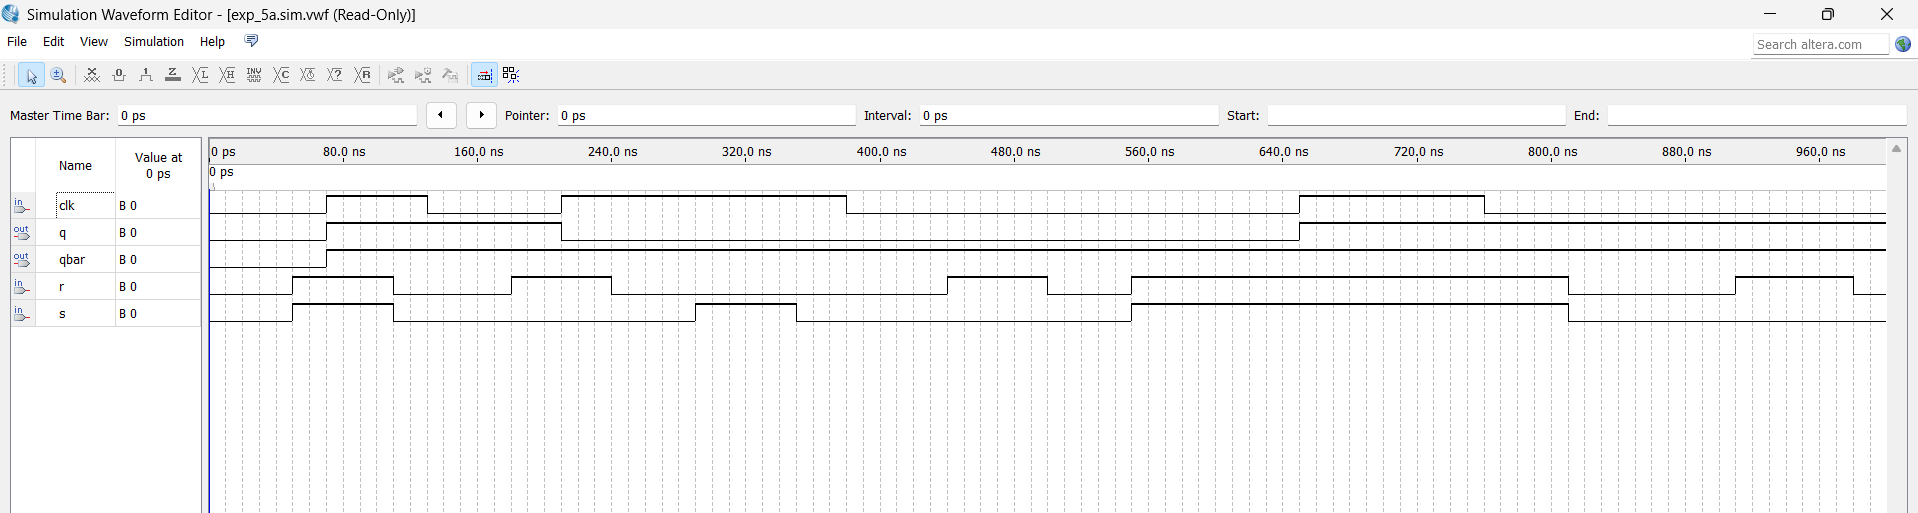 Simulation Waveform Editor - [exp_5a.sim.vwf (Read-Only)]
File Edit View Simulation Help
Search altera.com
Master Time Bar: 0 ps Pointer: 0 ps Interval: 0 ps Start: End:
Name Value at 0 ps
0 ps 80.0 ns 160.0 ns 240.0 ns 320.0 ns 400.0 ns 480.0 ns 560.0 ns 640.0 ns 720.0 ns 800.0 ns 880.0 ns 960.0 ns
0 ps
in clk B 0
out q B 0
out qbar B 0
in r B 0
in s B 0